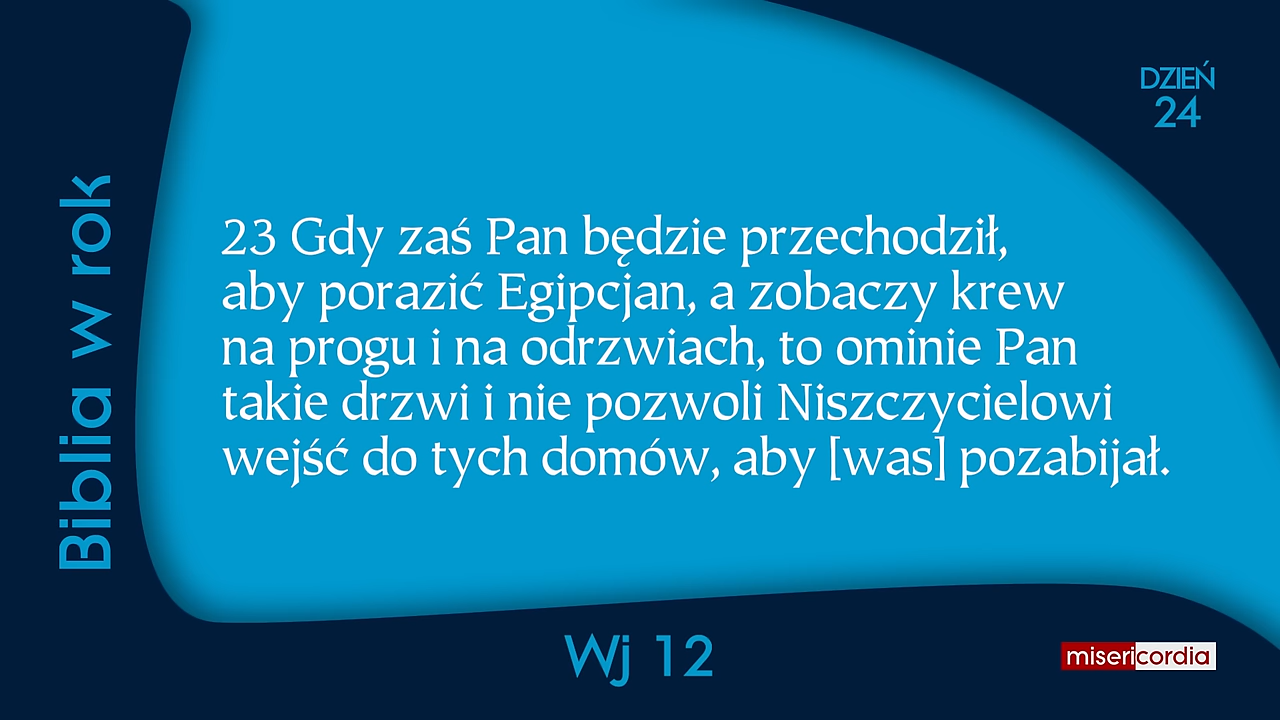 DZIEŃ
24
Biblia w rok
23 Gdy zaś Pan będzie przechodził,
aby porazić Egipcjan, a zobaczy krew
na progu i na odrzwiach, to ominie Pan
takie drzwi i nie pozwoli Niszczycielowi
wejść do tych domów, aby [was] pozabijał.
Wj 12
misericordia